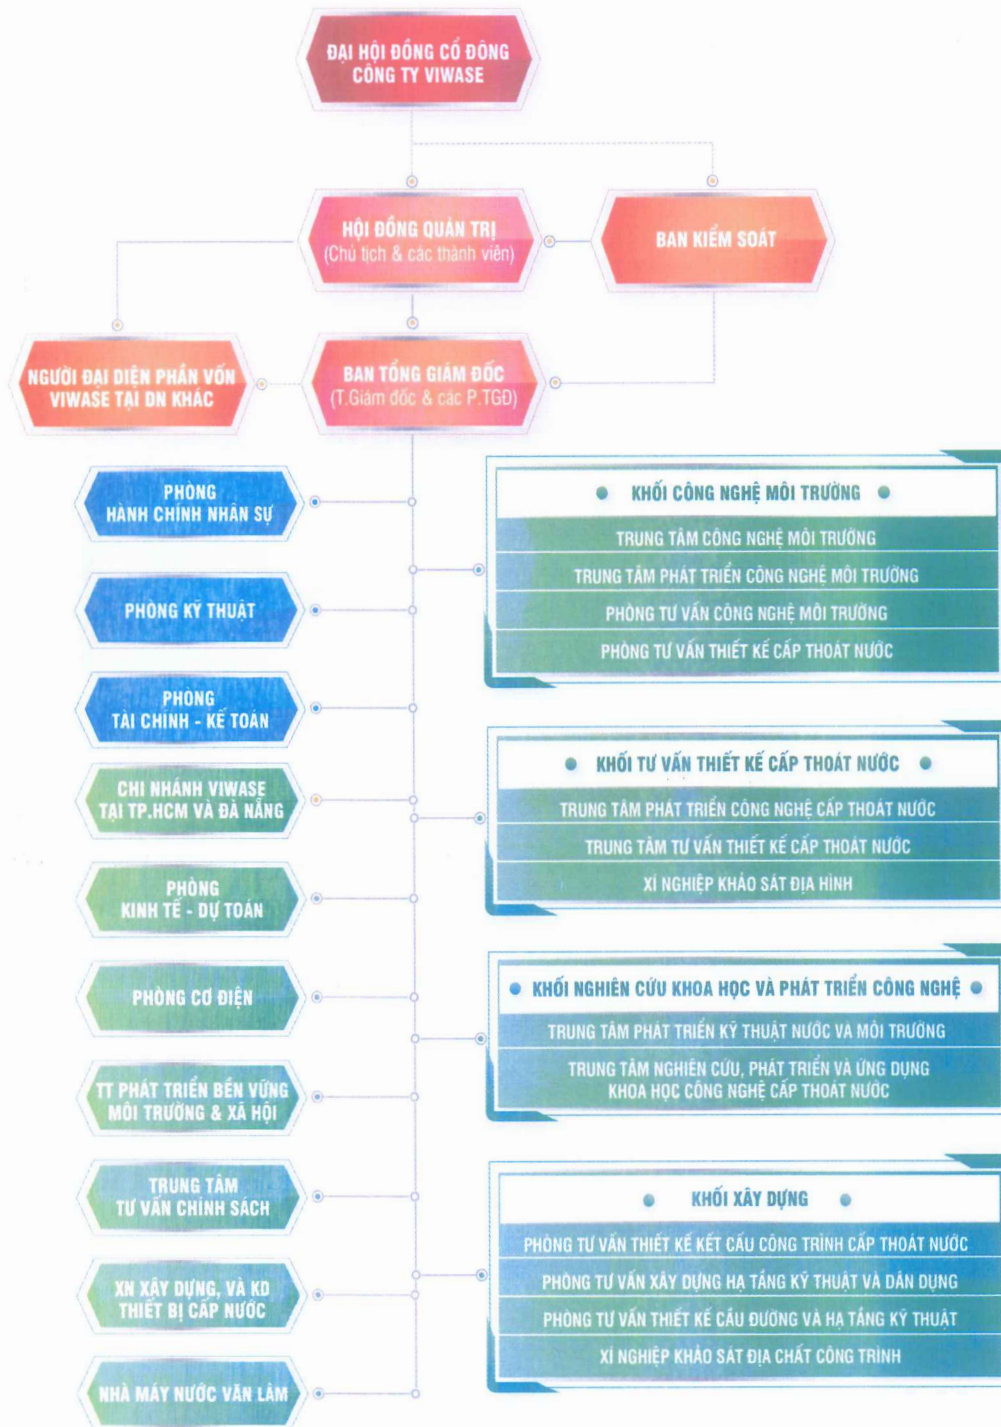 ĐẠI HỘI ĐỒNG CỔ ĐÔNG
CÔNG TY VIWASE
HỘI ĐỒNG QUẢN TRỊ
(Chủ tịch & các thành viên)
BAN KIỂM SOÁT
NGƯỜI ĐẠI DIỆN PHẦN VỐN
VIWASE TẠI DN KHÁC
BAN TỔNG GIÁM ĐỐC
(T.Giám đốc & các P.TGĐ)
PHÒNG
HÀNH CHÍNH NHÂN SỰ
PHÒNG KỸ THUẬT
PHÒNG
TÀI CHÍNH - KẾ TOÁN
CHI NHÁNH VIWASE
TẠI TP.HCM VÀ ĐÀ NẴNG
PHÒNG
KINH TẾ - DỰ TOÁN
PHÒNG CƠ ĐIỆN
TT PHÁT TRIỂN BỀN VỮNG
MÔI TRƯỜNG & XÃ HỘI
TRUNG TÂM
TƯ VẤN CHÍNH SÁCH
XN XÂY DỰNG, VÀ KD
THIẾT BỊ CẤP NƯỚC
NHÀ MÁY NƯỚC VĂN LÂM
KHỐI CÔNG NGHỆ MÔI TRƯỜNG
TRUNG TÂM CÔNG NGHỆ MÔI TRƯỜNG
TRUNG TÂM PHÁT TRIỂN CÔNG NGHỆ MÔI TRƯỜNG
PHÒNG TƯ VẤN CÔNG NGHỆ MÔI TRƯỜNG
PHÒNG TƯ VẤN THIẾT KẾ CẤP THOÁT NƯỚC
KHỐI TƯ VẤN THIẾT KẾ CẤP THOÁT NƯỚC
TRUNG TÂM PHÁT TRIỂN CÔNG NGHỆ CẤP THOÁT NƯỚC
TRUNG TÂM TƯ VẤN THIẾT KẾ CẤP THOÁT NƯỚC
XÍ NGHIỆP KHẢO SÁT ĐỊA HÌNH
KHỐI NGHIÊN CỨU KHOA HỌC VÀ PHÁT TRIỂN CÔNG NGHỆ
TRUNG TÂM PHÁT TRIỂN KỸ THUẬT NƯỚC VÀ MÔI TRƯỜNG
TRUNG TÂM NGHIÊN CỨU, PHÁT TRIỂN VÀ ỨNG DỤNG
KHOA HỌC CÔNG NGHỆ CẤP THOÁT NƯỚC
KHỐI XÂY DỰNG
PHÒNG TƯ VẤN THIẾT KẾ KẾT CẤU CÔNG TRÌNH CẤP THOÁT NƯỚC
PHÒNG TƯ VẤN XÂY DỰNG HẠ TẦNG KỸ THUẬT VÀ DÂN DỤNG
PHÒNG TƯ VẤN THIẾT KẾ CẦU ĐƯỜNG VÀ HẠ TẦNG KỸ THUẬT
XÍ NGHIỆP KHẢO SÁT ĐỊA CHẤT CÔNG TRÌNH